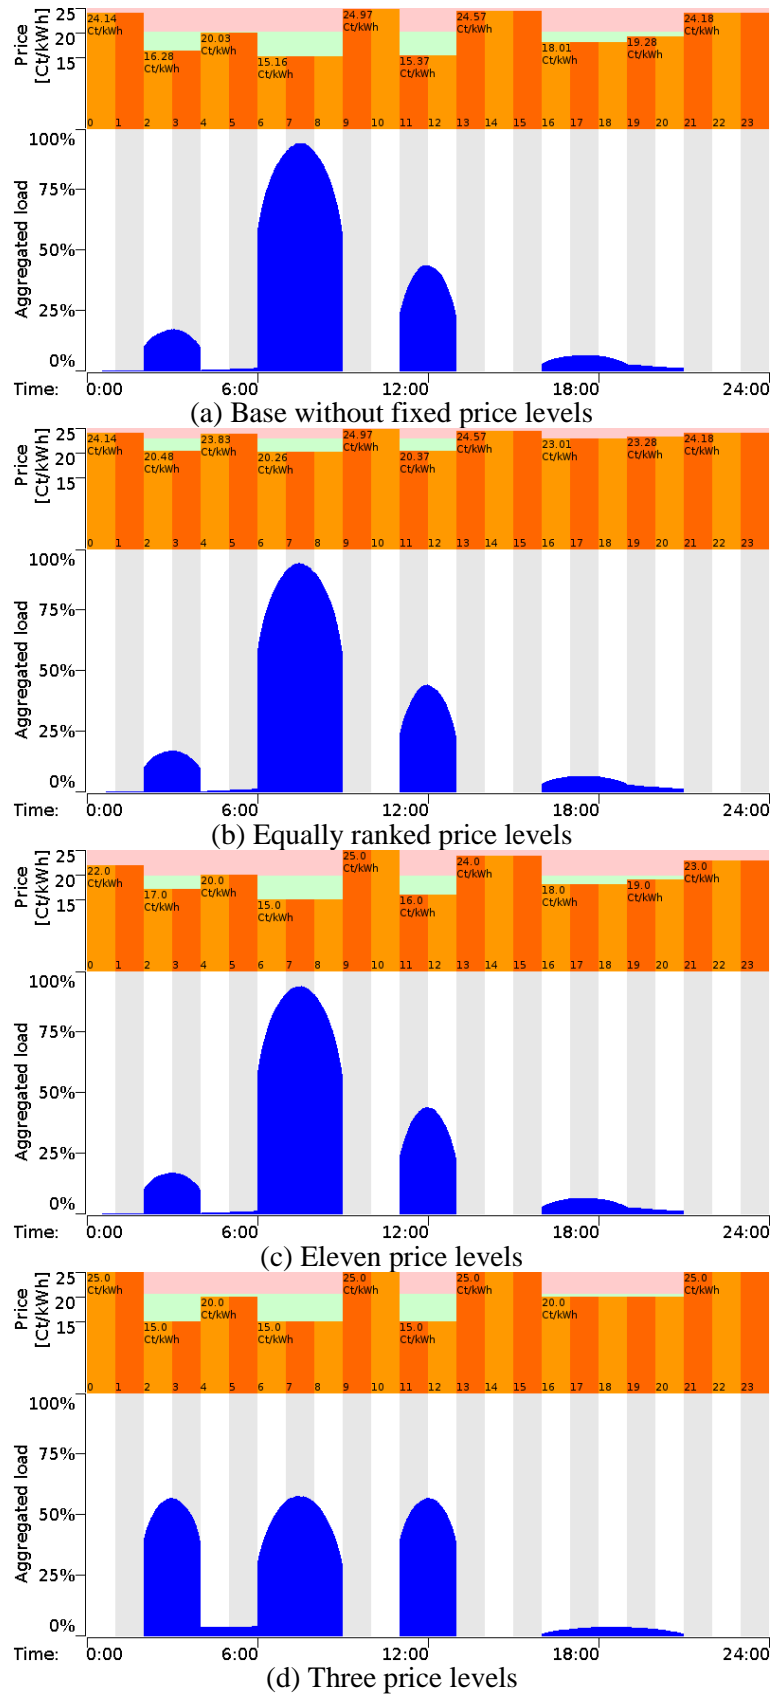 Price
[Ct/kWh]
25
20
15
24.14
Ct/kWh
16.28
Ct/kWh
20.03
Ct/kWh
15.16
Ct/kWh
24.97
Ct/kWh
15.37
Ct/kWh
24.57
Ct/kWh
18.01
Ct/kWh
19.28
Ct/kWh
24.18
Ct/kWh
0 1 2 3 4 5 6 7 8 9 10 11 12 13 14 15 16 17 18 19 20 21 22 23
Aggregated load
100%
75%
50%
25%
0%
Time: 0:00 6:00 12:00 18:00 24:00
(a) Base without fixed price levels
Price
[Ct/kWh]
25
20
15
24.14
Ct/kWh
20.48
Ct/kWh
23.83
Ct/kWh
20.26
Ct/kWh
24.97
Ct/kWh
20.37
Ct/kWh
24.57
Ct/kWh
23.01
Ct/kWh
23.28
Ct/kWh
24.18
Ct/kWh
0 1 2 3 4 5 6 7 8 9 10 11 12 13 14 15 16 17 18 19 20 21 22 23
Aggregated load
100%
75%
50%
25%
0%
Time: 0:00 6:00 12:00 18:00 24:00
(b) Equally ranked price levels
Price
[Ct/kWh]
25
20
15
22.0
Ct/kWh
17.0
Ct/kWh
20.0
Ct/kWh
15.0
Ct/kWh
25.0
Ct/kWh
16.0
Ct/kWh
24.0
Ct/kWh
18.0
Ct/kWh
19.0
Ct/kWh
23.0
Ct/kWh
0 1 2 3 4 5 6 7 8 9 10 11 12 13 14 15 16 17 18 19 20 21 22 23
Aggregated load
100%
75%
50%
25%
0%
Time: 0:00 6:00 12:00 18:00 24:00
(c) Eleven price levels
Price
[Ct/kWh]
25
20
15
25.0
Ct/kWh
15.0
Ct/kWh
20.0
Ct/kWh
15.0
Ct/kWh
25.0
Ct/kWh
15.0
Ct/kWh
25.0
Ct/kWh
20.0
Ct/kWh
25.0
Ct/kWh
0 1 2 3 4 5 6 7 8 9 10 11 12 13 14 15 16 17 18 19 20 21 22 23
Aggregated load
100%
75%
50%
25%
0%
Time: 0:00 6:00 12:00 18:00 24:00
(d) Three price levels